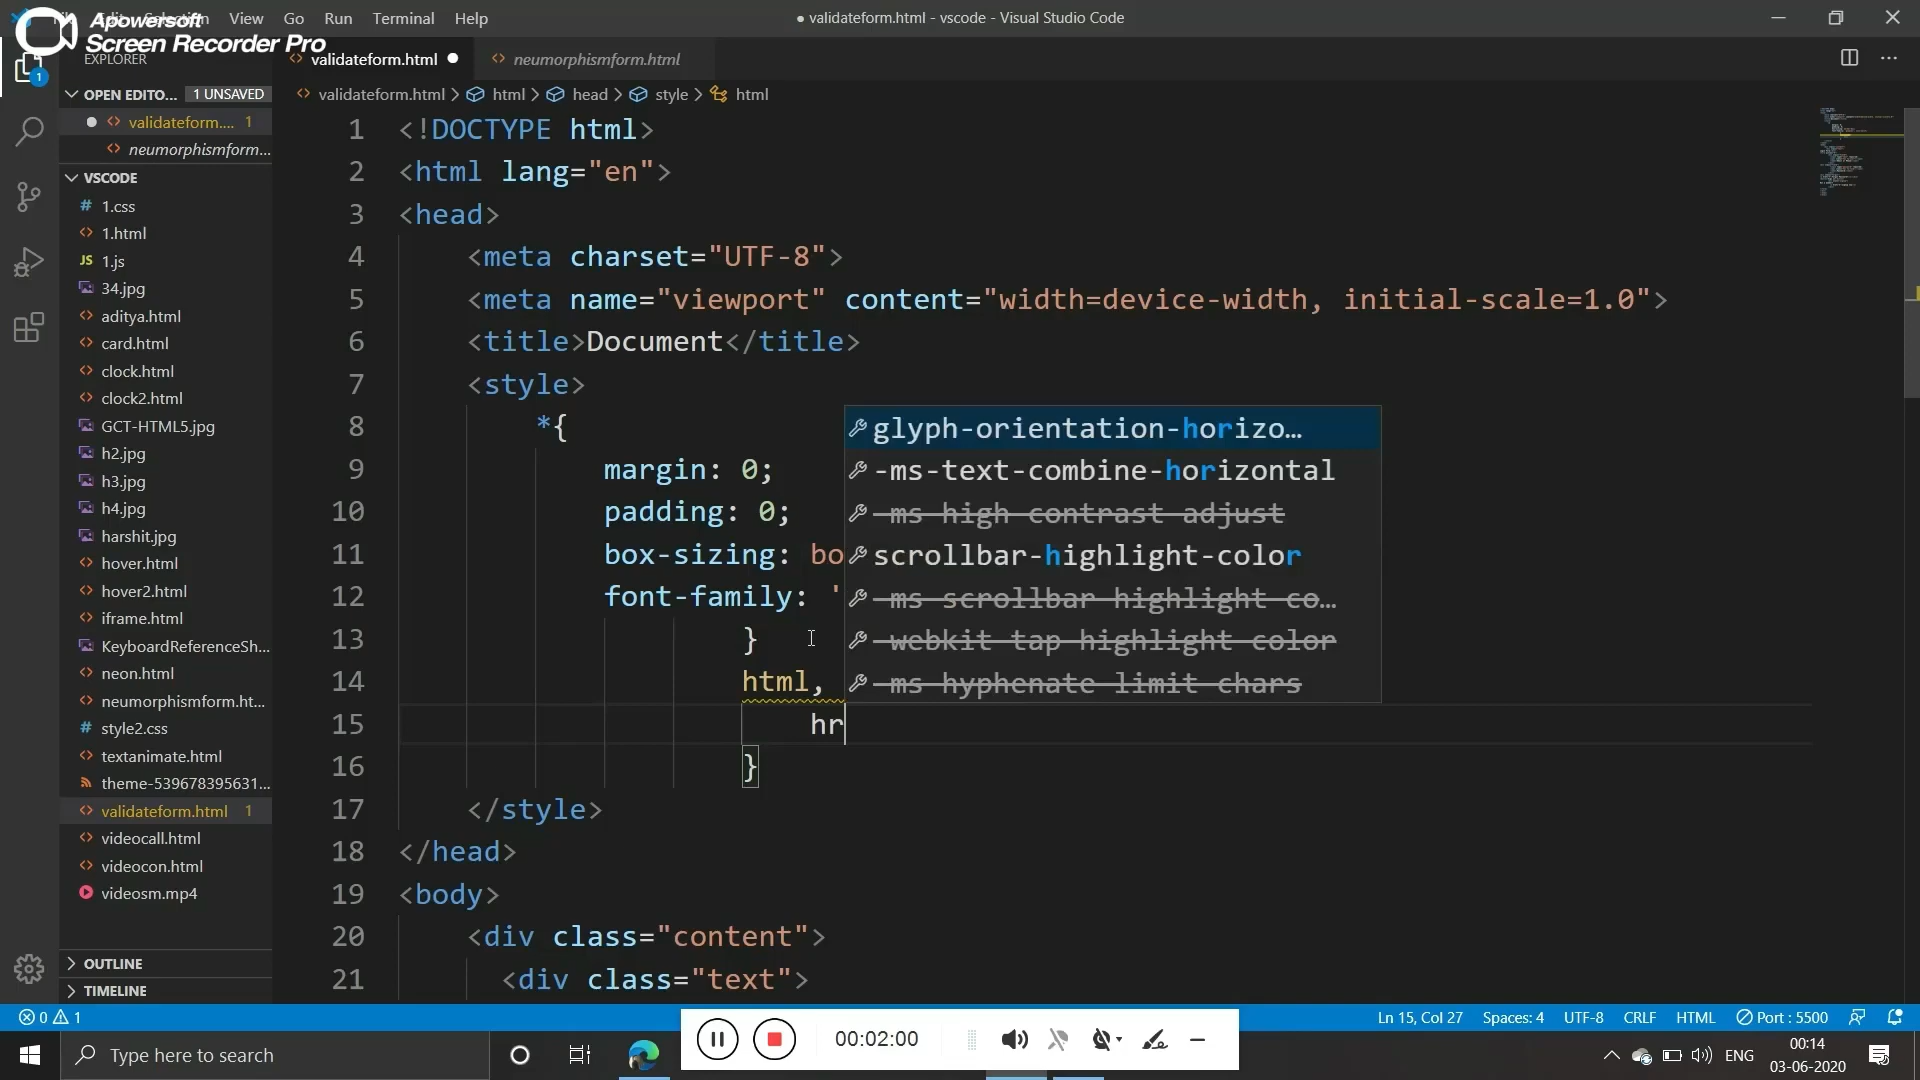 File Edit Selection View Go Run Terminal Help
● validateform.html - vscode - Visual Studio Code
Apowersoft
Screen Recorder Pro
EXPLORER
validateform.html ●
neumorphismform.html
OPEN EDITO... 1 UNSAVED
validateform.... 1
neumorphismform...
VSCODE
# 1.css
1.html
JS 1.js
34.jpg
aditya.html
card.html
clock.html
clock2.html
GCT-HTML5.jpg
h2.jpg
h3.jpg
h4.jpg
harshit.jpg
hover.html
hover2.html
iframe.html
KeyboardReferenceSh...
neon.html
neumorphismform.ht...
# style2.css
textanimate.html
theme-539678395631...
validateform.html 1
videocall.html
videocon.html
videosm.mp4
OUTLINE
TIMELINE
validateform.html > html > head > style > html
1 <!DOCTYPE html>
2 <html lang="en">
3 <head>
4 <meta charset="UTF-8">
5 <meta name="viewport" content="width=device-width, initial-scale=1.0">
6 <title>Document</title>
7 <style>
8 *{
9 margin: 0;
10 padding: 0;
11 box-sizing: bo
12 font-family: '
13 }
14 html,
15 hr
16 }
17 </style>
18 </head>
19 <body>
20 <div class="content">
21 <div class="text">
glyph-orientation-horizo…
-ms-text-combine-horizontal
-ms-high-contrast-adjust
scrollbar-highlight-color
-ms-scrollbar-highlight-co…
-webkit-tap-highlight-color
-ms-hyphenate-limit-chars
0 1
Ln 15, Col 27 Spaces: 4 UTF-8 CRLF HTML Port : 5500
Type here to search
00:02:00
ENG
00:14
03-06-2020